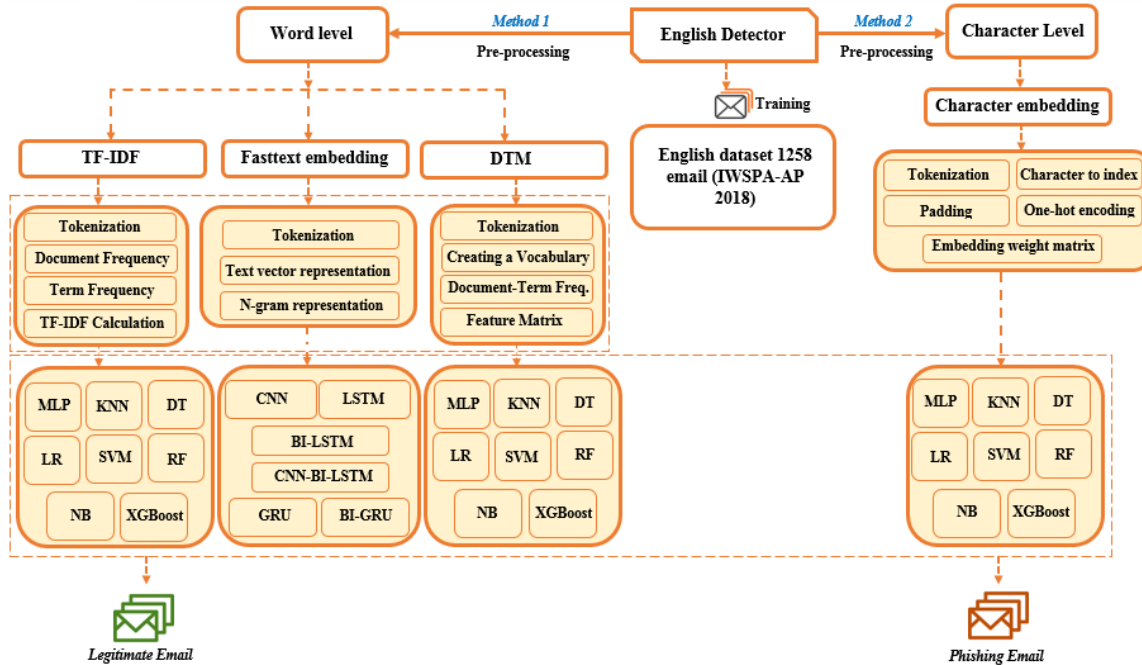 Method 1
Method 2
Word level
English Detector
Character Level
Pre-processing
Pre-processing
Training
Character embedding
TF-IDF
Fasttext embedding
DTM
English dataset 1258
email (IWSPA-AP
2018)
Tokenization
Document Frequency
Term Frequency
TF-IDF Calculation
Tokenization
Text vector representation
N-gram representation
Tokenization
Creating a Vocabulary
Document-Term Freq.
Feature Matrix
Tokenization
Character to index
Padding
One-hot encoding
Embedding weight matrix
MLP
KNN
DT
LR
SVM
RF
NB
XGBoost
CNN
LSTM
BI-LSTM
CNN-BI-LSTM
GRU
BI-GRU
MLP
KNN
DT
LR
SVM
RF
NB
XGBoost
MLP
KNN
DT
LR
SVM
RF
NB
XGBoost
Legitimate Email
Phishing Email